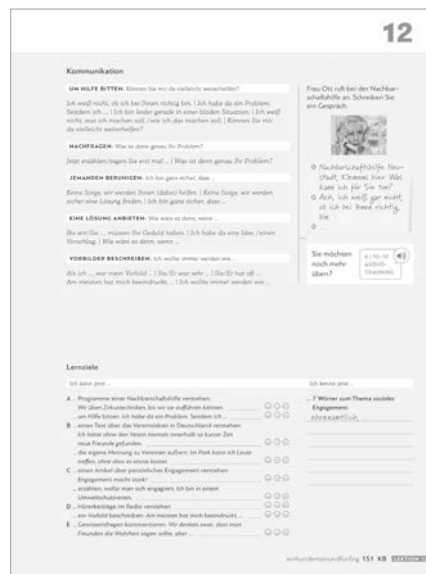 12
Kommunikation
UM HILFE BITTEN: Können Sie mir da vielleicht weiterhelfen?
Ich weiß nicht, ob ich bei Ihnen richtig bin. | Ich habe da ein Problem.
Seitdem ich ... | Ich bin leider gerade in einer blöden Situation. | Ich weiß
nicht, was ich machen soll. / wie ich das machen soll. | Können Sie mir
da vielleicht weiterhelfen?
NACHFRAGEN: Was ist denn genau Ihr Problem?
Jetzt erzählen/sagen Sie erst mal ... | Was ist denn genau Ihr Problem?
JEMANDEN BERUHIGEN: Ich bin ganz sicher, dass ...
Keine Sorge, wir werden Ihnen (dabei) helfen. | Keine Sorge, wir werden
sicher eine Lösung finden. | Ich bin ganz sicher, dass ...
EINE LÖSUNG ANBIETEN: Wie wäre es denn, wenn ...
Bis wir/Sie ..., müssen Sie Geduld haben. | Ich habe da eine Idee / einen
Vorschlag. | Wie wäre es denn, wenn ...
VORBILDER BESCHREIBEN: Ich wollte immer werden wie ...
Als ich ..., war mein Vorbild ... | Sie/Er war sehr ... | Sie/Er hat oft ...
Am meisten hat mich beeindruckt, ... | Ich wollte immer werden wie ...
Frau Ott ruft bei der Nachbar-
schaftshilfe an. Schreiben Sie
ein Gespräch.
Nachbarschaftshilfe Neu-
stadt, Klemens hier. Was
kann ich für Sie tun?
Ach, ich weiß gar nicht,
ob ich bei Ihnen richtig
bin.
...
Sie möchten
noch mehr
üben?
4 | 10-12
AUDIO-
TRAINING
Lernziele
Ich kann jetzt ...
A ... Programme einer Nachbarschaftshilfe verstehen:
Wir üben Zirkustechniken, bis wir sie aufführen können.
... um Hilfe bitten: Ich habe da ein Problem. Seitdem ich ...
B ... einen Text über das Vereinsleben in Deutschland verstehen:
Ich hätte ohne den Verein niemals innerhalb so kurzer Zeit
neue Freunde gefunden.
... die eigene Meinung zu Vereinen äußern: Im Park kann ich Leute
treffen, ohne dass es etwas kostet.
C ... einen Artikel über persönliches Engagement verstehen:
Engagement macht stark!
... erzählen, wofür man sich engagiert: Ich bin in einem
Umweltschutzverein.
D ... Hörerbeiträge im Radio verstehen
... ein Vorbild beschreiben: Am meisten hat mich beeindruckt, ...
E ... Gewissensfragen kommentieren: Wir denken zwar, dass man
Freunden die Wahrheit sagen sollte, aber ...
Ich kenne jetzt ...
... 7 Wörter zum Thema soziales
Engagement:
ehrenamtlich, ...
einhunderteinundfünfzig 151 KB